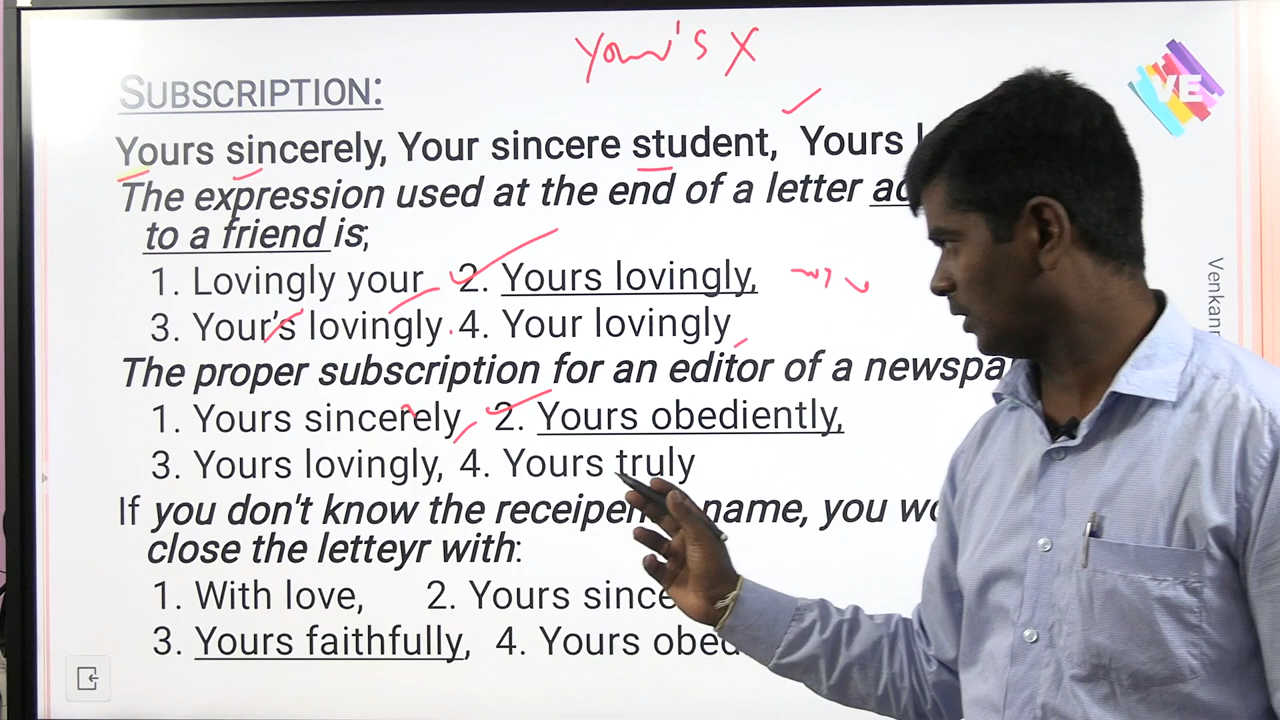 Your's X
VE
SUBSCRIPTION:
Yours sincerely, Your sincere student, Yours
The expression used at the end of a letter
to a friend is;
1. Lovingly your 2. Yours lovingly,
3. Your's lovingly 4. Your lovingly
The proper subscription for an editor of a
1. Yours sincerely 2. Yours obediently,
3. Yours lovingly, 4. Yours truly
If you don't know the name, you
close the letteyr with:
1. With love, 2. Yours
3. Yours faithfully, 4. Yours